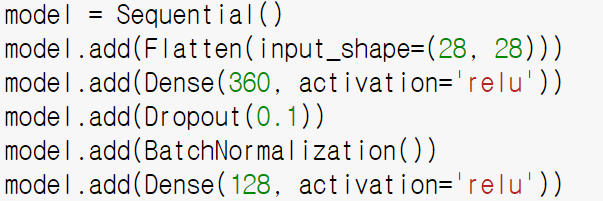 model = Sequential()
model.add(Flatten(input_shape=(28, 28)))
model.add(Dense(360, activation='relu'))
model.add(Dropout(0.1))
model.add(BatchNormalization())
model.add(Dense(128, activation='relu'))